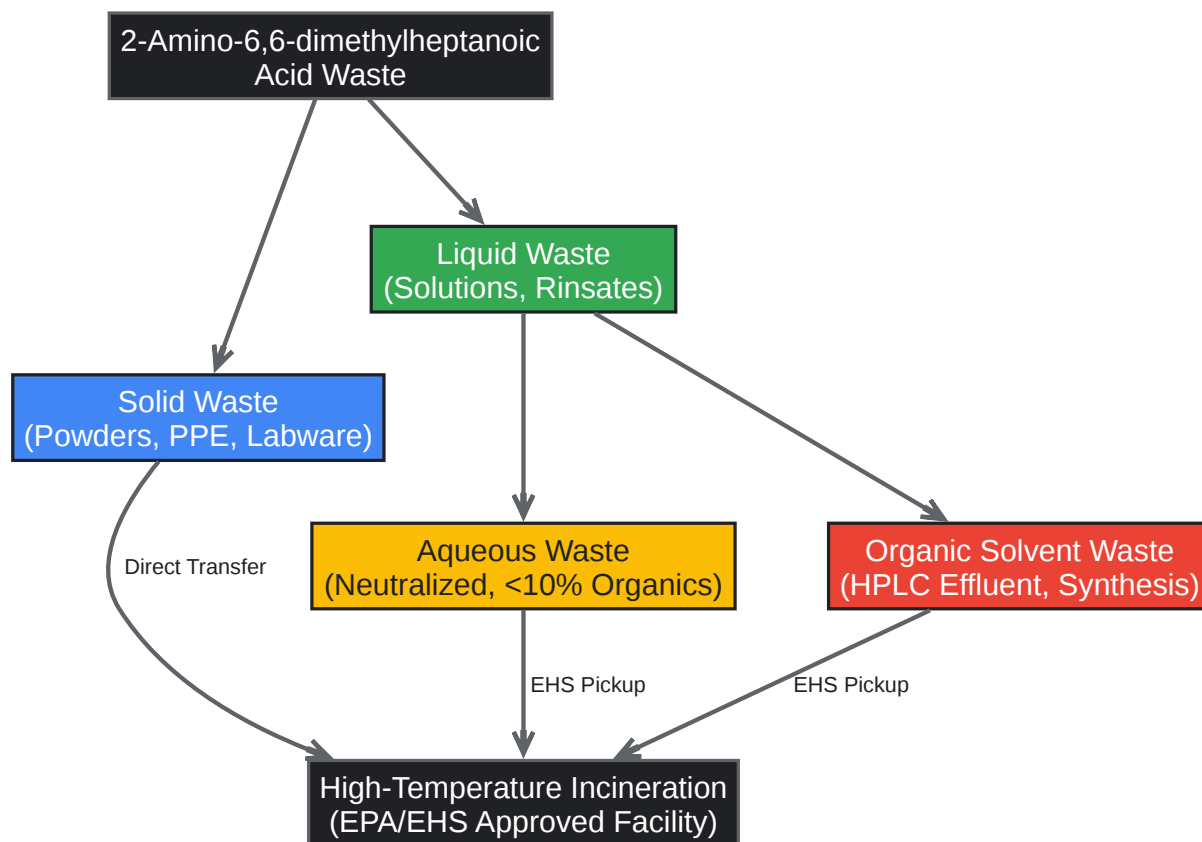 2-Amino-6,6-dimethylheptanoic
Acid Waste
Liquid Waste
(Solutions, Rinsates)
Solid Waste
(Powders, PPE, Labware)
Aqueous Waste
(Neutralized, <10% Organics)
Organic Solvent Waste
(HPLC Effluent, Synthesis)
Direct Transfer
EHS Pickup
EHS Pickup
High-Temperature Incineration
(EPA/EHS Approved Facility)